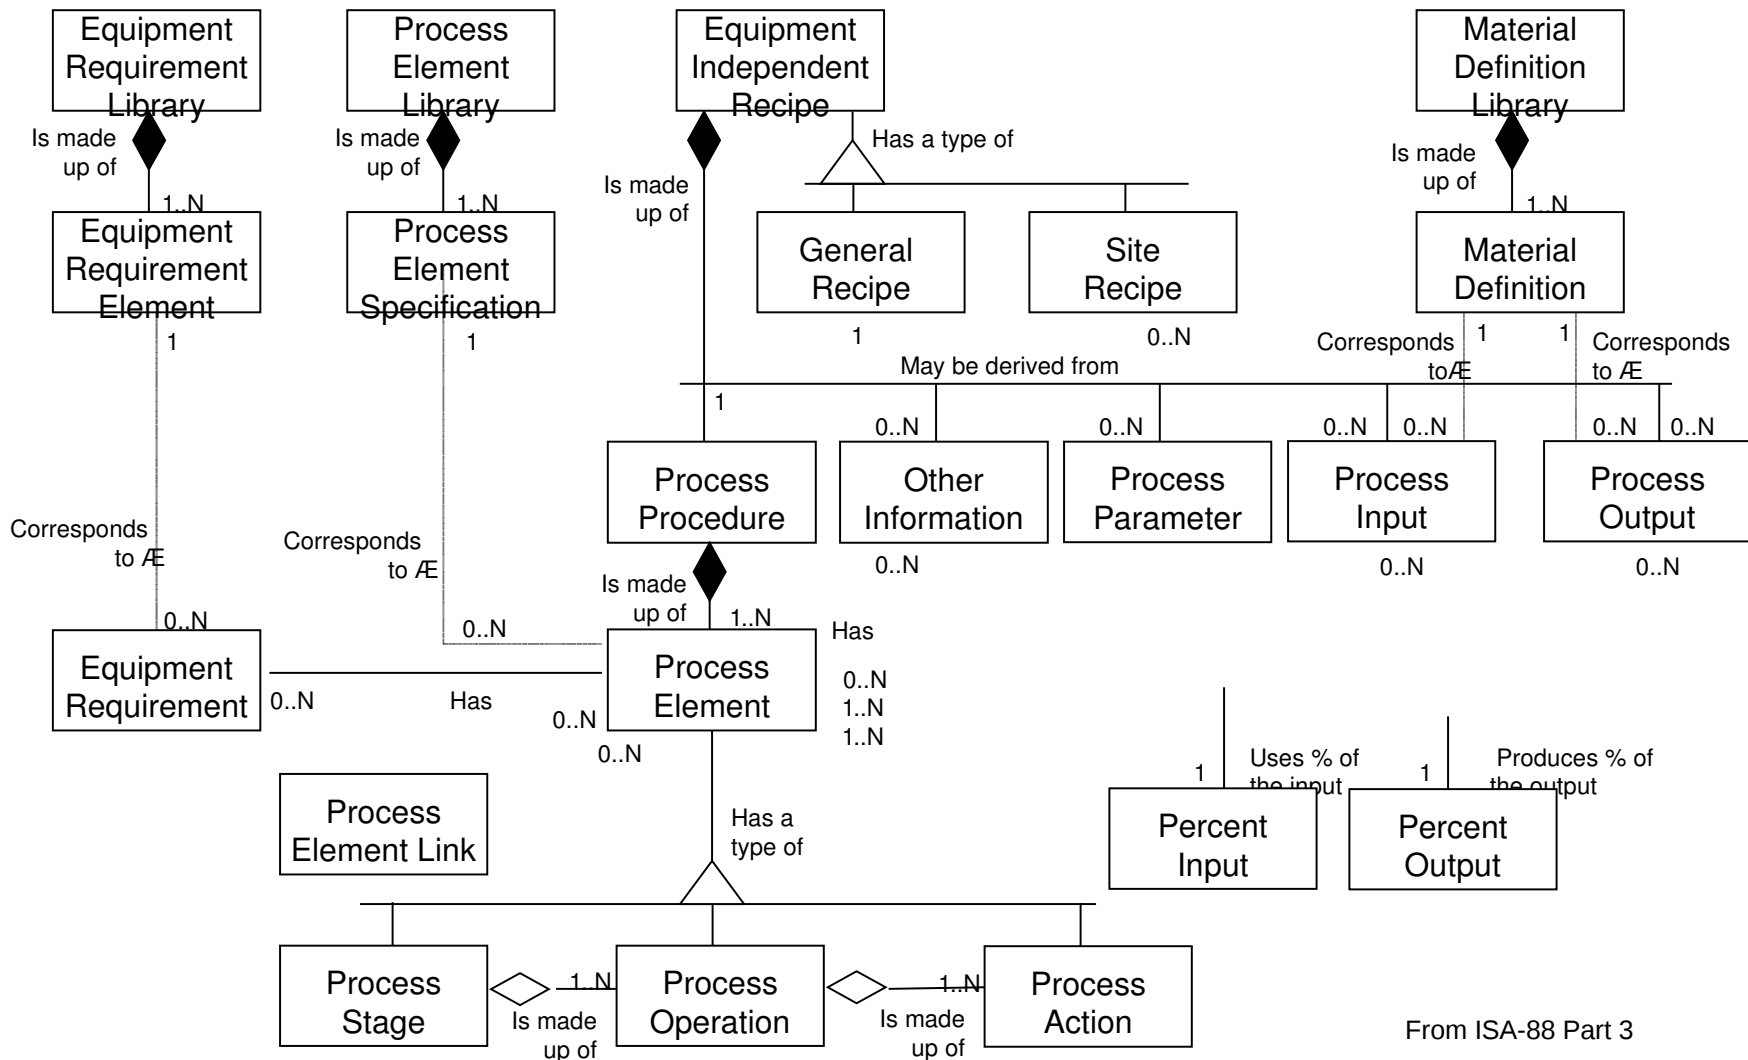 Equipment
Requirement
Library
Process
Element
Library
Equipment
Independent
Recipe
Material
Definition
Library
Is made
up of
1..N
Is made
up of
1..N
Is made
up of
Has a type of
Is made
up of
1..N
Equipment
Requirement
Element
Process
Element
Specification
General
Recipe
Site
Recipe
Material
Definition
1
1
1
0..N
May be derived from
Corresponds
toÆ
1
1
Corresponds
to Æ
1
0..N
0..N
0..N
0..N
0..N
0..N
Process
Procedure
Other
Information
Process
Parameter
Process
Input
Process
Output
0..N
0..N
0..N
Corresponds
to Æ
Corresponds
to Æ
Is made
up of
1..N
0..N
0..N
Has
Equipment
Requirement
0..N
Has
0..N
0..N
Process
Element
0..N
1..N
1..N
Process
Element Link
Has a
type of
1
Uses % of
the input
1
Produces % of
the output
Percent
Input
Percent
Output
Process
Stage
1..N
Is made
up of
Process
Operation
1..N
Is made
up of
Process
Action
From ISA-88 Part 3